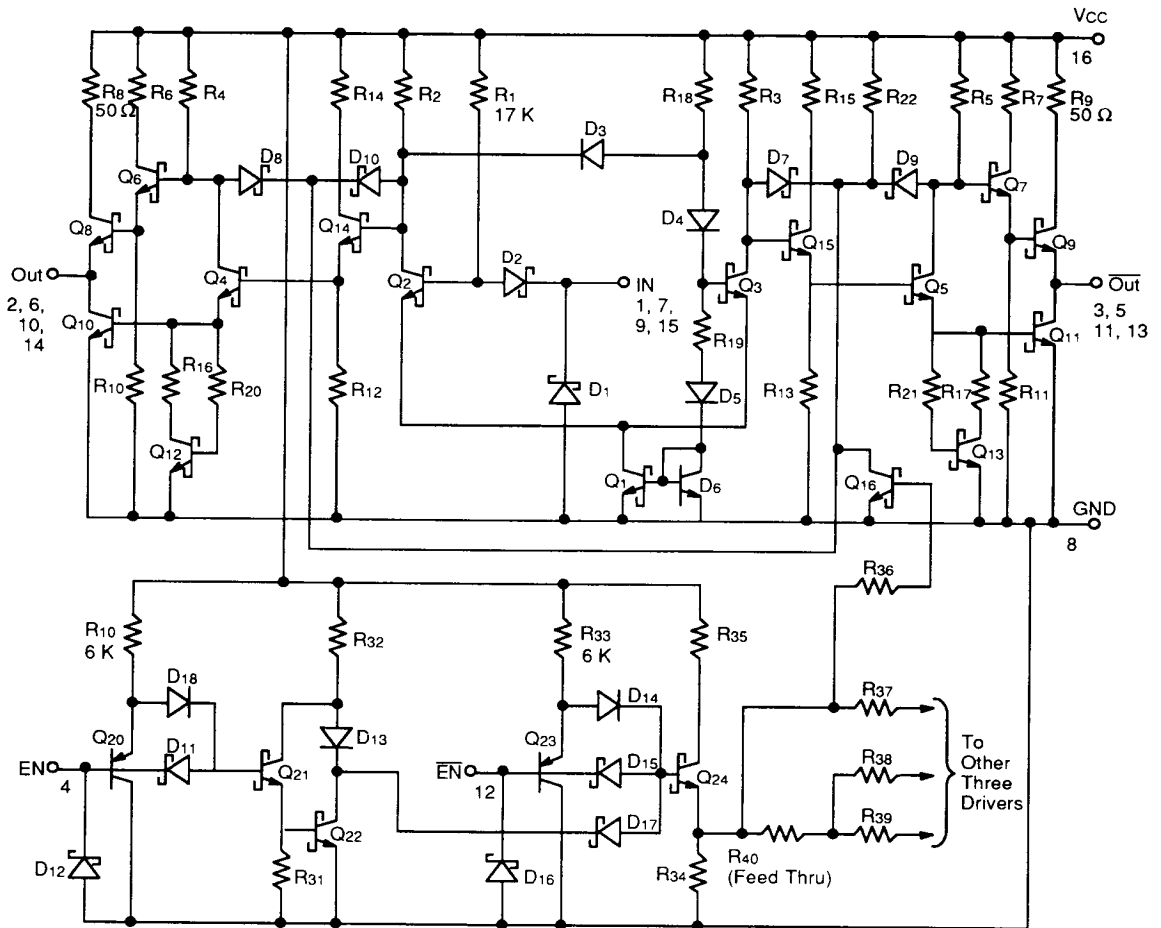 VCC
16
R8
50 Ω
R6
R4
R14
R2
R1
17 K
R18
R3
R15
R22
R5
R7
R9
50 Ω
D3
Q6
D8
D10
D7
D9
Q7
Q8
Q14
D4
Q15
Q9
Out
2, 6,
10,
14
Q4
Q2
D2
IN
1, 7,
9, 15
Q3
Q5
Out
3, 5
11, 13
Q10
Q11
R10
R16
R20
R12
D1
R19
D5
R13
R21
R17
R11
Q12
Q1
D6
Q16
Q13
GND
8
R36
R10
6 K
R32
R33
6 K
R35
D18
D14
R37
Q20
D11
D13
Q23
D15
EN
4
Q21
EN
12
Q24
R38
To
Other
Three
Drivers
Q22
D17
R39
D12
R31
D16
R34
R40
(Feed Thru)